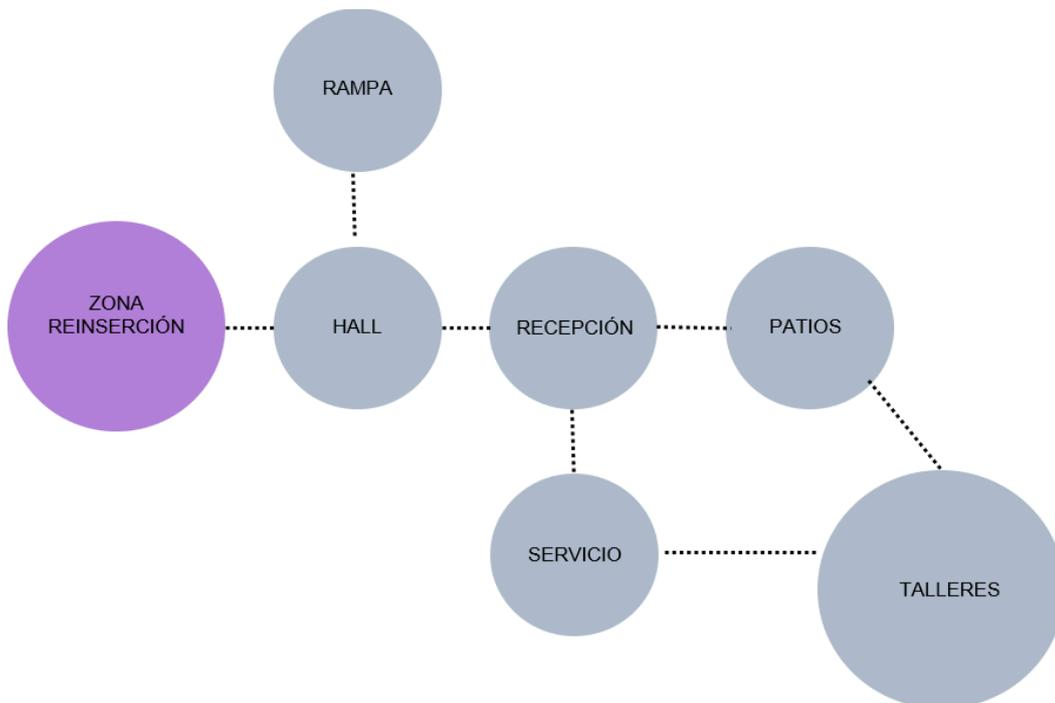 RAMPA
ZONA
REINSERCIÓN
HALL
RECEPCIÓN
PATIOS
SERVICIO
TALLERES